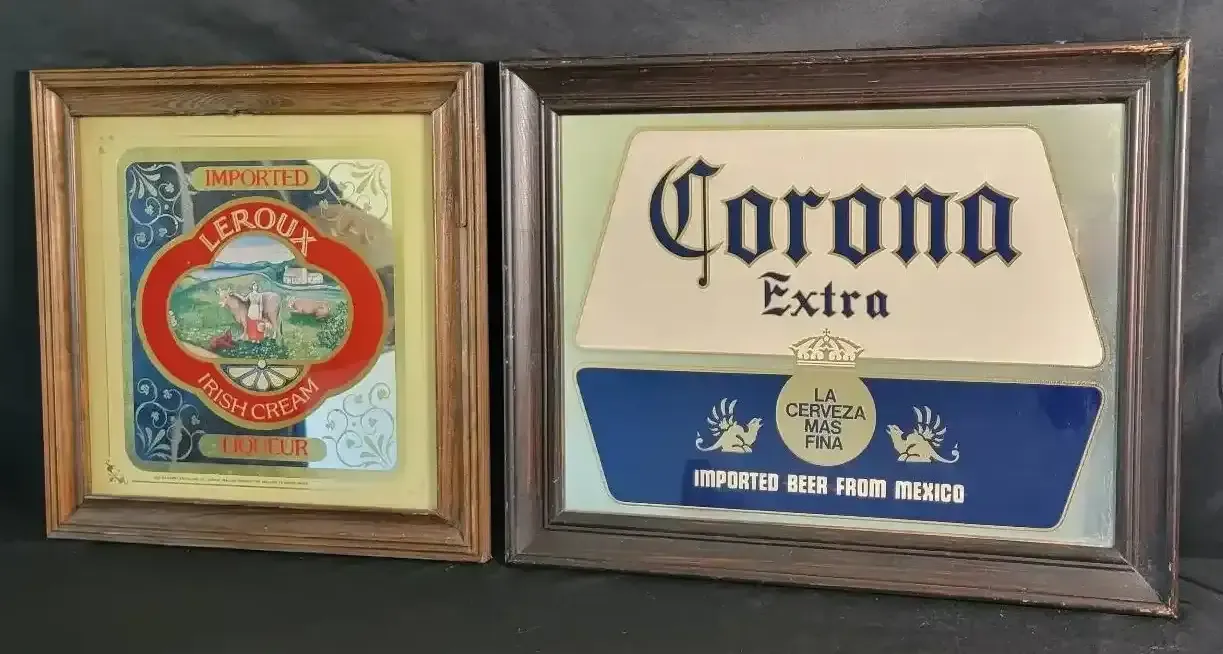 IMPORTED
LEROUX
IRISH CREAM
LIQUEUR
Corona
Extra
LA
CERVEZA
MAS
FINA
IMPORTED BEER FROM MEXICO